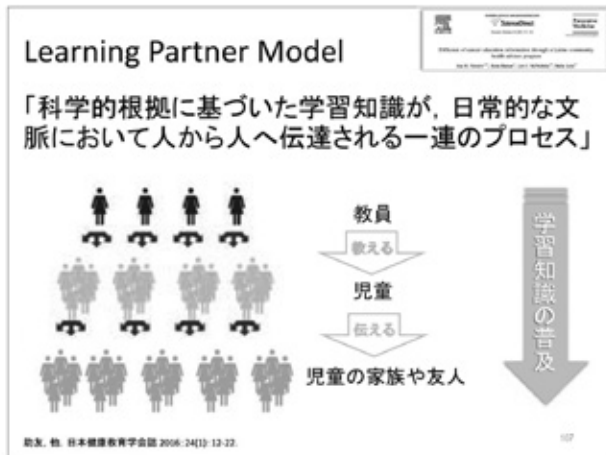 Learning Partner Model
ScienceDirect
「科学的根拠に基づいた学習知識が，日常的な文
脈において人から人へ伝達される一連のプロセス」
教員
教える
児童
伝える
児童の家族や友人
学習知識の普及
助友，他．日本健康教育学会誌 2016；24(1)：12-22．
107